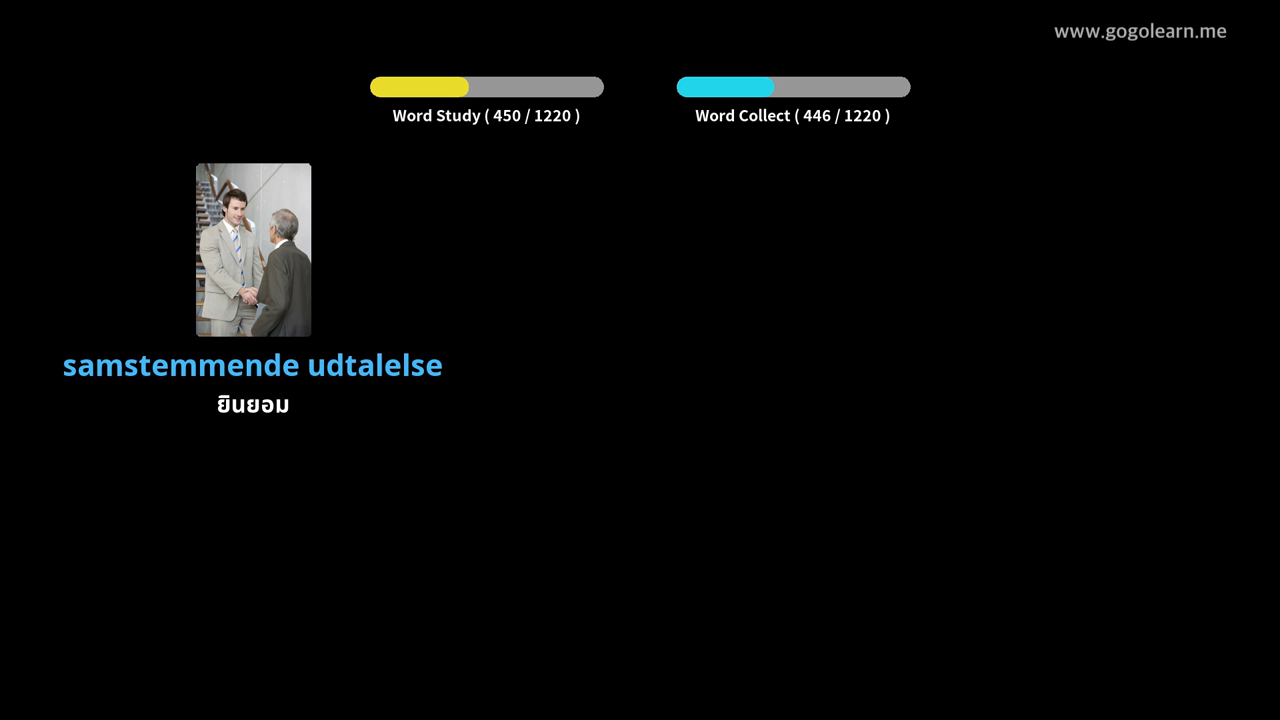 www.gogolearn.me
Word Study ( 450 / 1220 )
Word Collect ( 446 / 1220 )
samstemmende udtalelse
ยินยอม